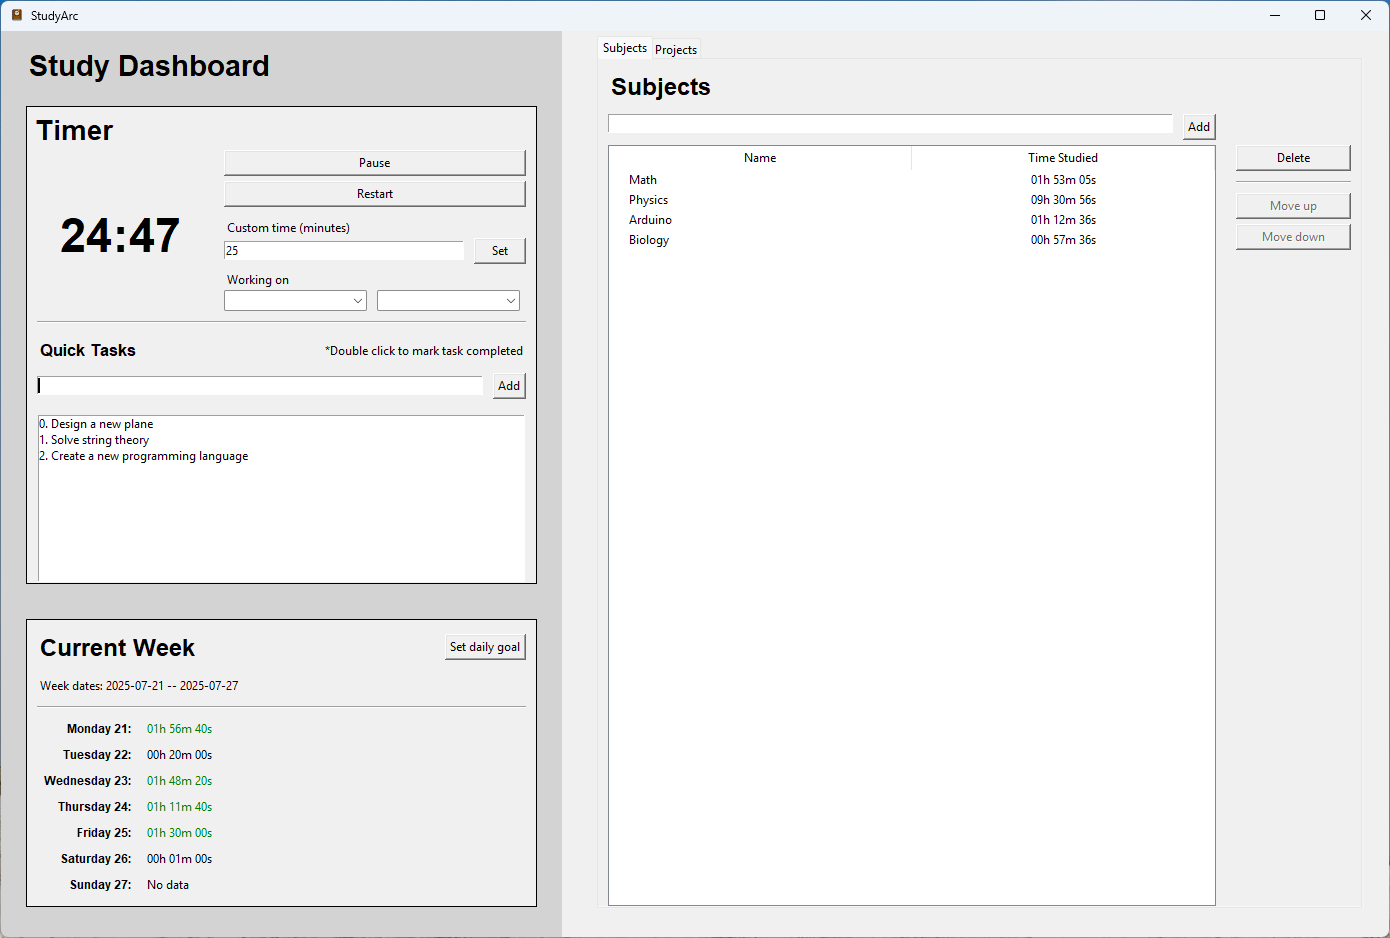 StudyArc
Study Dashboard
Timer
Pause
Restart
24:47
Custom time (minutes)
25
Set
Working on
Quick Tasks
*Double click to mark task completed
Add
0. Design a new plane
1. Solve string theory
2. Create a new programming language
Current Week
Set daily goal
Week dates: 2025-07-21 -- 2025-07-27
Monday 21: 01h 56m 40s
Tuesday 22: 00h 20m 00s
Wednesday 23: 01h 48m 20s
Thursday 24: 01h 11m 40s
Friday 25: 01h 30m 00s
Saturday 26: 00h 01m 00s
Sunday 27: No data
Subjects Projects
Subjects
Add
Name Time Studied
Math 01h 53m 05s
Physics 09h 30m 56s
Arduino 01h 12m 36s
Biology 00h 57m 36s
Delete
Move up
Move down